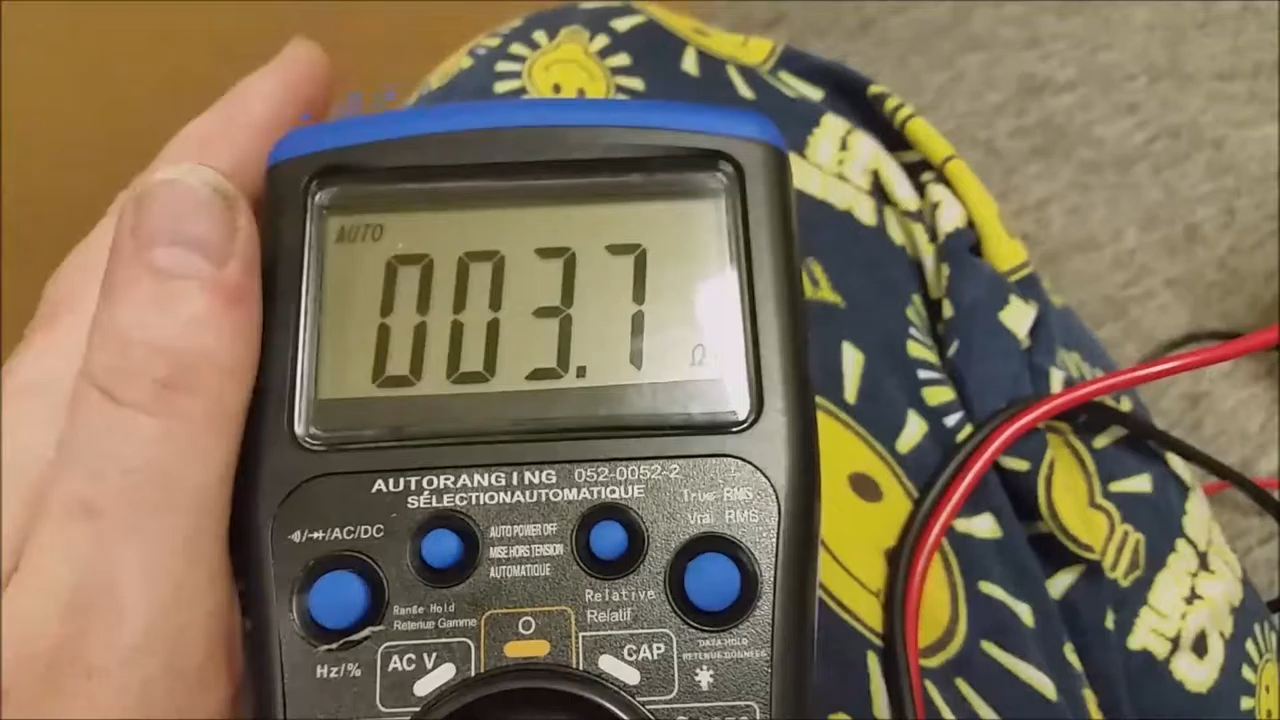 AUTO
003.7
Ω
AUTORANGING 052-0052-2
SÉLECTIONAUTOMATIQUE
True RMS
Vrai RMS
/AC/DC
AUTO POWER OFF
MISE HORS TENSION
AUTOMATIQUE
Range Hold
Retenue Gamme
Relative
Relatif
DATA HOLD
RETENUE DONNÉES
Hz/%
AC V
O
CAP